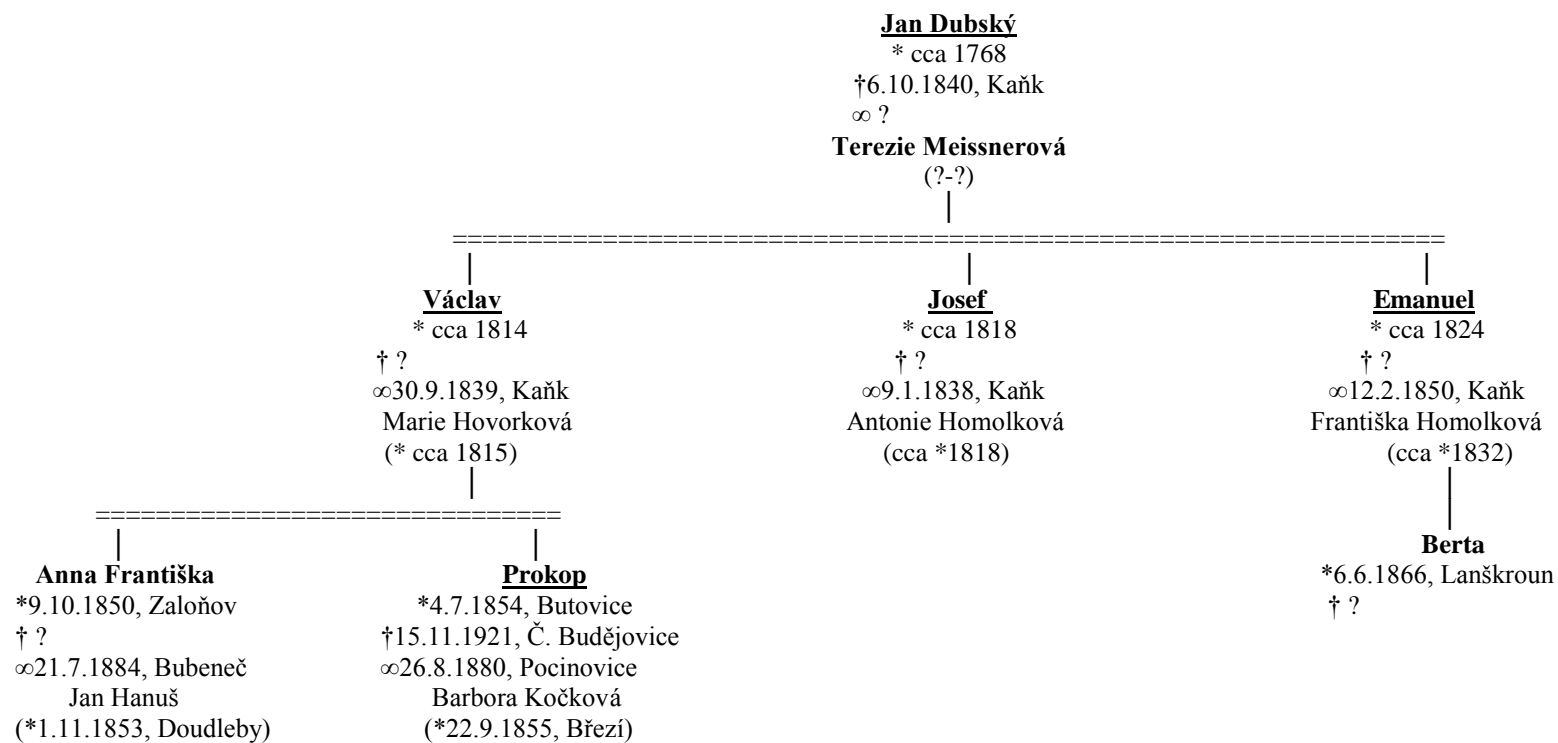 Jan Dubský
* cca 1768
†6.10.1840, Kaňk
∞ ?
Terezie Meissnerová
(?-?)
Václav
* cca 1814
† ?
∞30.9.1839, Kaňk
Marie Hovorková
(* cca 1815)
Josef
* cca 1818
† ?
∞9.1.1838, Kaňk
Antonie Homolková
(cca *1818)
Emanuel
* cca 1824
† ?
∞12.2.1850, Kaňk
Františka Homolková
(cca *1832)
Anna Františka
*9.10.1850, Zaloňov
† ?
∞21.7.1884, Bubeneč
Jan Hanuš
(*1.11.1853, Doudleby)
Prokop
*4.7.1854, Butovice
†15.11.1921, Č. Budějovice
∞26.8.1880, Pocinovice
Barbora Kočková
(*22.9.1855, Březí)
Berta
*6.6.1866, Lanškroun
† ?